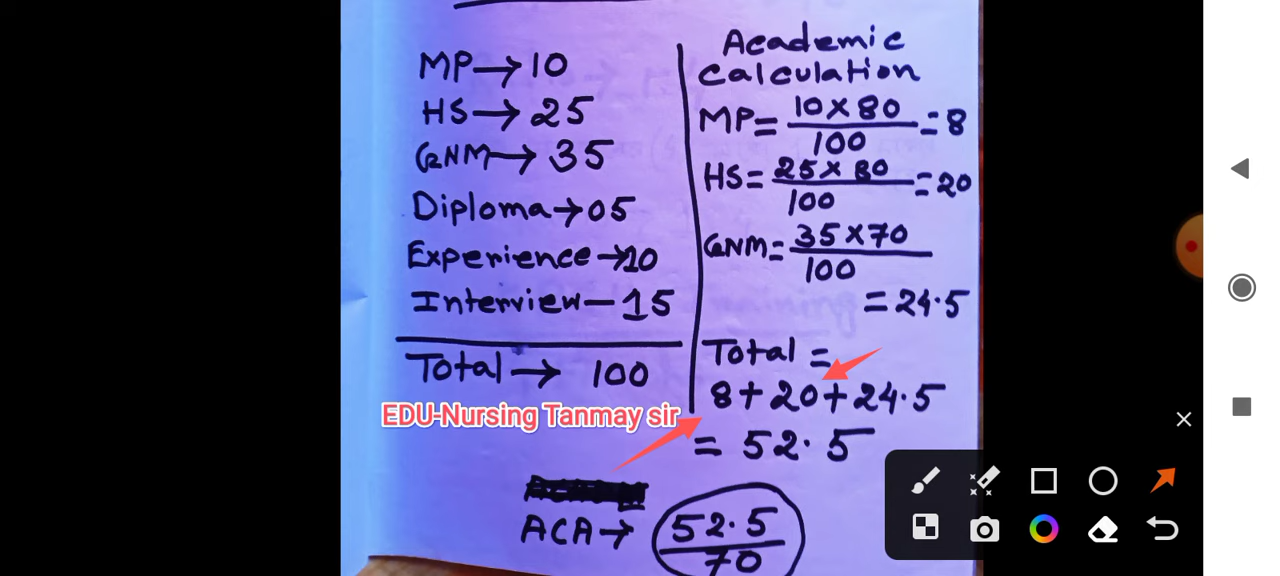 MP→10
HS→25
GNM→35
Diploma→05
Experience→10
Interview—15
Total→ 100
EDU-Nursing Tanmay sir
Academic
Calculation
MP= 10×80/100 =8
HS= 25×80/100 =20
GNM= 35×70/100
= 24.5
Total =
8+20+24.5
= 52.5
ACA→ 52.5/70